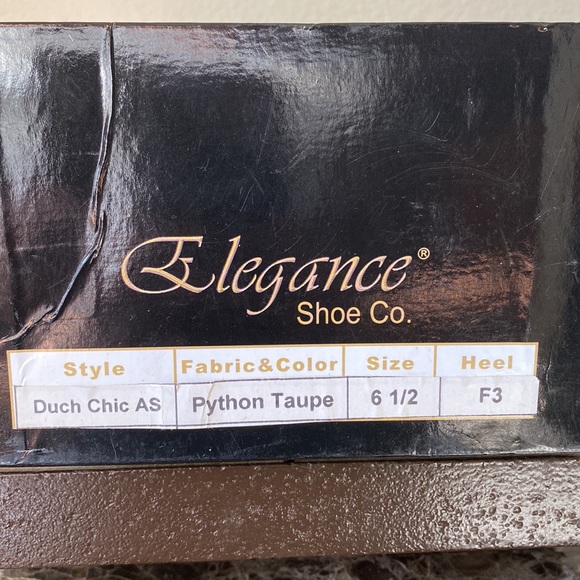 Elegance®
Shoe Co.
Style Fabric&Color Size Heel
Duch Chic AS Python Taupe 6 1/2 F3